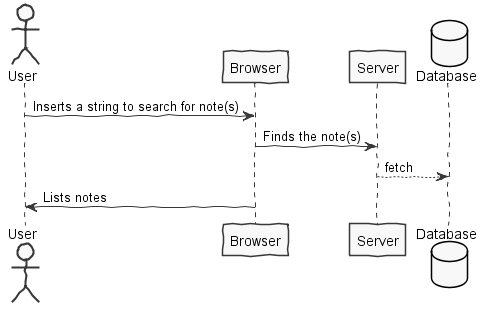 User
Browser
Server
Database
Inserts a string to search for note(s)
Finds the note(s)
fetch
Lists notes
User
Browser
Server
Database